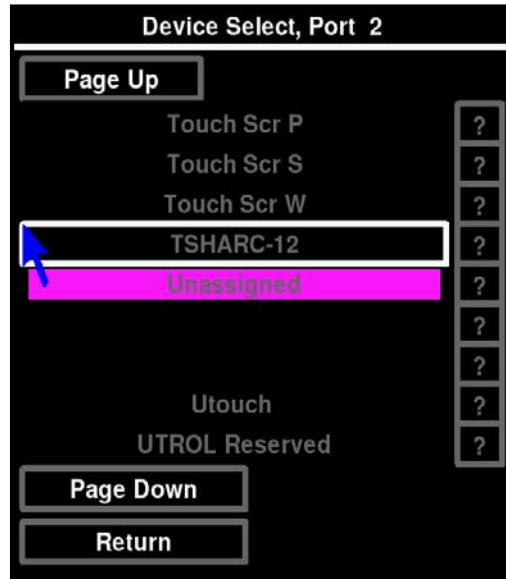 Device Select, Port 2
Page Up
Touch Scr P ?
Touch Scr S ?
Touch Scr W ?
TSHARC-12 ?
Unassigned ?
?
?
Utouch ?
UTROL Reserved ?
Page Down
Return